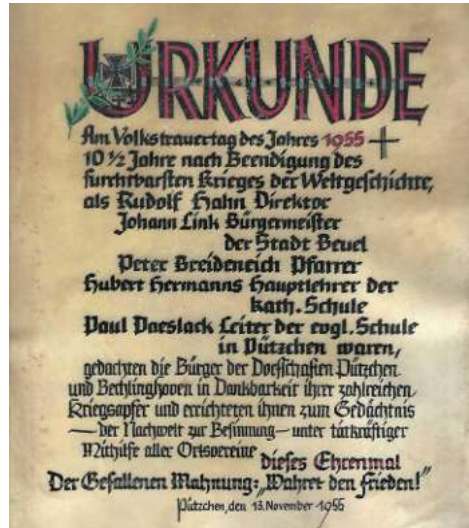 URKUNDE
Am Volkstrauertag des Jahres 1955
10 ½ Jahre nach Beendigung des
furchtbarsten Krieges der Weltgeschichte,
als Rudolf Hahn Direktor
Johann Link Bürgermeister
der Stadt Beuel
Peter Breideneich Pfarrer
Hubert Hermanns Hauptlehrer der
kath. Schule
Paul Daeslack Leiter der evgl. Schule
in Pützchen waren,
gedachten die Bürger der Dorfschaften Pützchen
und Bechlinghoven in Dankbarkeit ihrer zahlreichen
Kriegsopfer und errichteten ihnen zum Gedächtnis
— der Nachwelt zur Besinnung — unter tatkräftiger
Mithilfe aller Ortsvereine dieses Ehrenmal
Der Gefallenen Mahnung: „Wahret den Frieden!"
Pützchen, den 13. November 1955